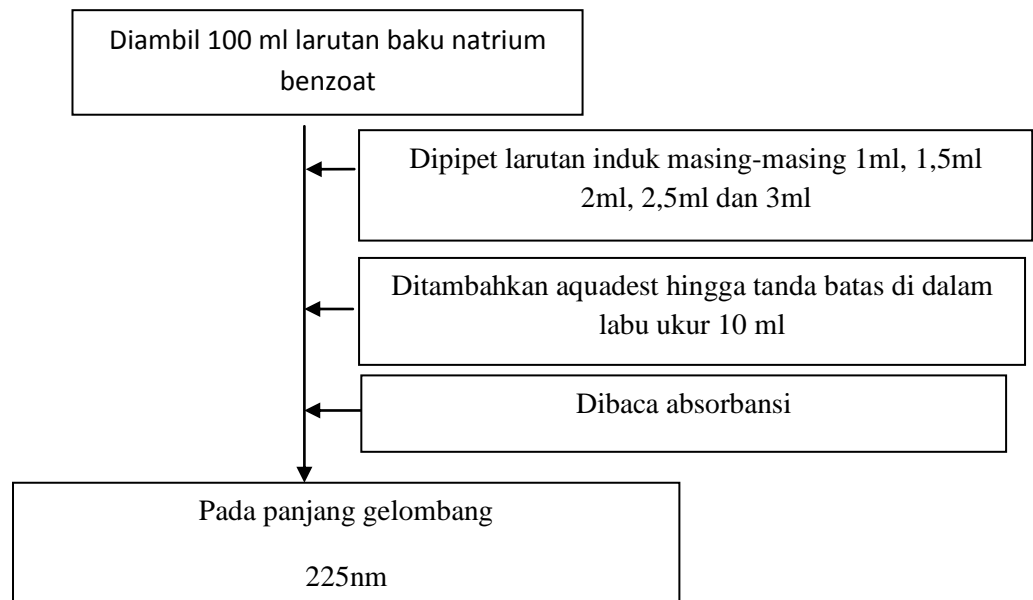 Diambil 100 ml larutan baku natrium
benzoat
Dipipet larutan induk masing-masing 1ml, 1,5ml
2ml, 2,5ml dan 3ml
Ditambahkan aquadest hingga tanda batas di dalam
labu ukur 10 ml
Dibaca absorbansi
Pada panjang gelombang
225nm